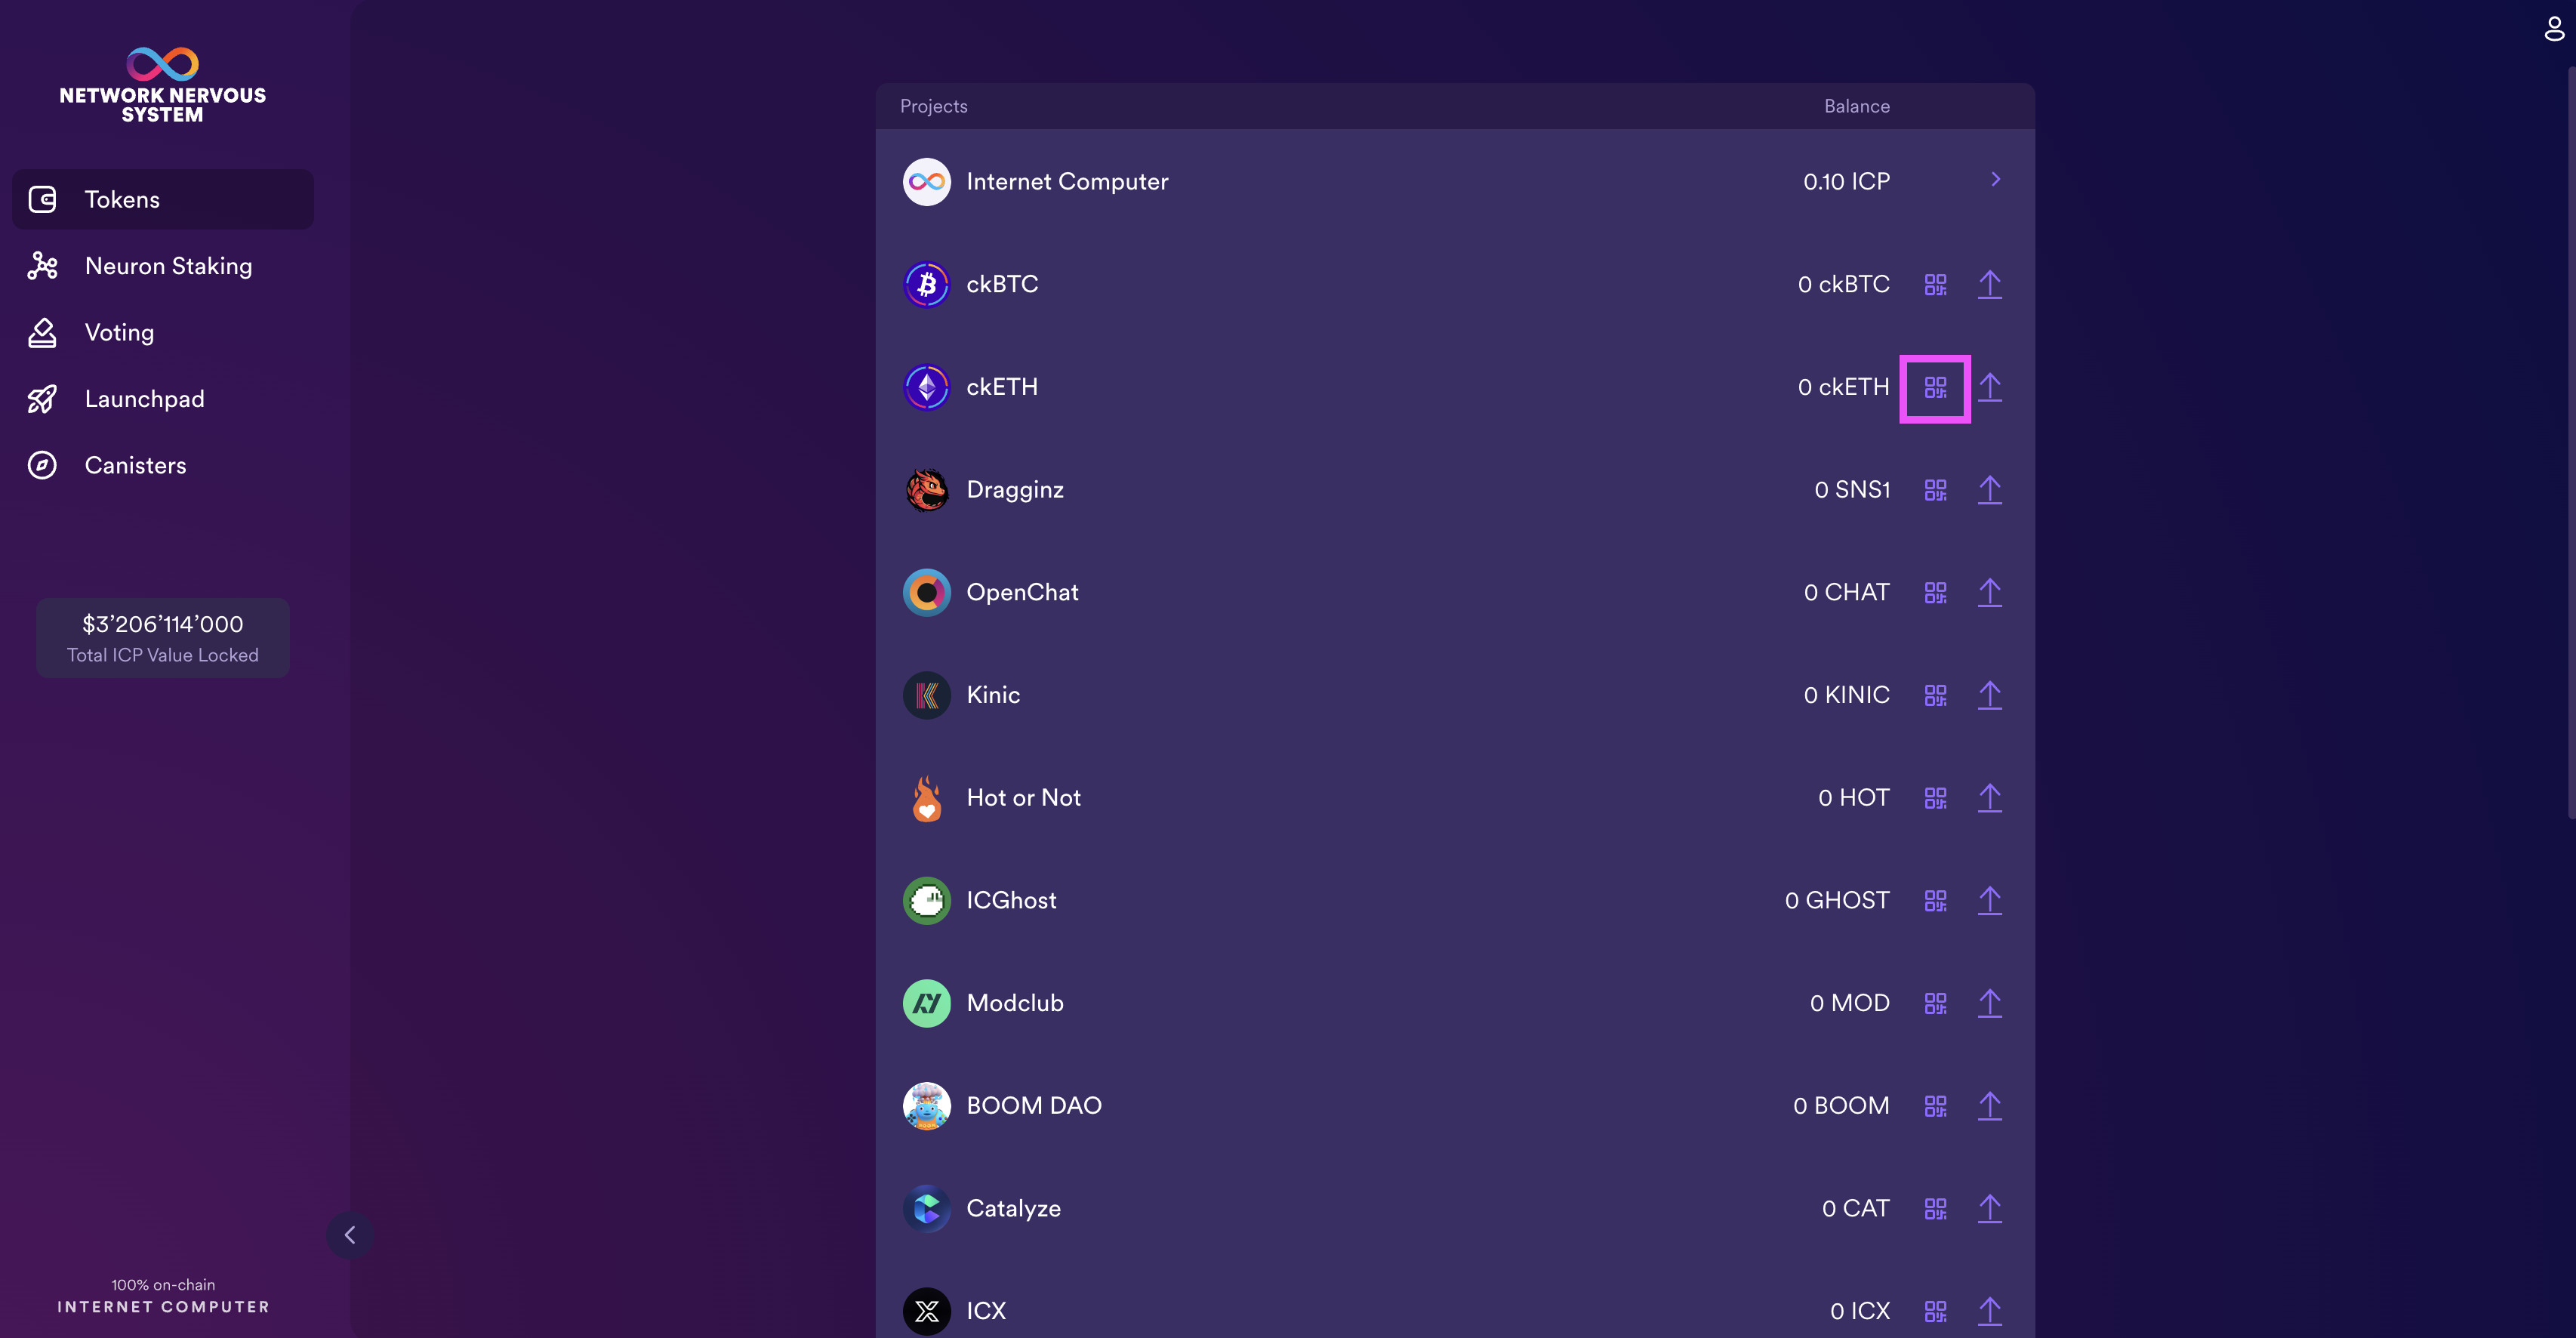 NETWORK NERVOUS
SYSTEM
Tokens
Neuron Staking
Voting
Launchpad
Canisters
$3’206’114’000
Total ICP Value Locked
100% on-chain
INTERNET COMPUTER
Projects Balance
Internet Computer 0.10 ICP
ckBTC 0 ckBTC
ckETH 0 ckETH
Dragginz 0 SNS1
OpenChat 0 CHAT
Kinic 0 KINIC
Hot or Not 0 HOT
ICGhost 0 GHOST
Modclub 0 MOD
BOOM DAO 0 BOOM
Catalyze 0 CAT
ICX 0 ICX